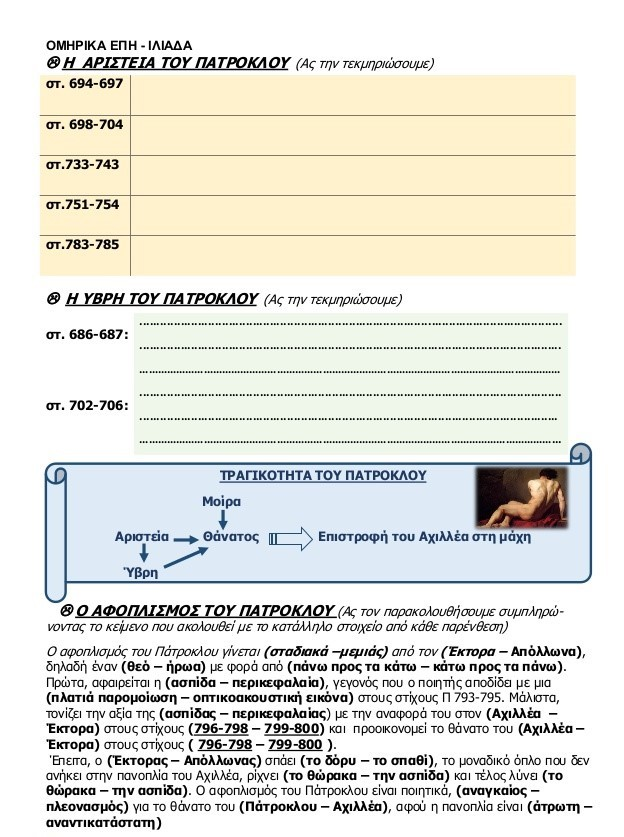 ΟΜΗΡΙΚΑ ΕΠΗ - ΙΛΙΑΔΑ
☹ Η ΑΡΙΣΤΕΙΑ ΤΟΥ ΠΑΤΡΟΚΛΟΥ (Ας την τεκμηριώσουμε)
στ. 694-697
στ. 698-704
στ.733-743
στ.751-754
στ.783-785
☹ Η ΥΒΡΗ ΤΟΥ ΠΑΤΡΟΚΛΟΥ (Ας την τεκμηριώσουμε)
στ. 686-687:
στ. 702-706:
ΤΡΑΓΙΚΟΤΗΤΑ ΤΟΥ ΠΑΤΡΟΚΛΟΥ
Μοίρα
Αριστεία Θάνατος Επιστροφή του Αχιλλέα στη μάχη
Ύβρη
☹ Ο ΑΦΟΠΛΙΣΜΟΣ ΤΟΥ ΠΑΤΡΟΚΛΟΥ (Ας τον παρακολουθήσουμε συμπληρώ-
νοντας το κείμενο που ακολουθεί με το κατάλληλο στοιχείο από κάθε παρένθεση)
Ο αφοπλισμός του Πάτροκλου γίνεται (σταδιακά –μεμιάς) από τον (Έκτορα – Απόλλωνα),
δηλαδή έναν (θεό – ήρωα) με φορά από (πάνω προς τα κάτω – κάτω προς τα πάνω).
Πρώτα, αφαιρείται η (ασπίδα – περικεφαλαία), γεγονός που ο ποιητής αποδίδει με μια
(πλατιά παρομοίωση – οπτικοακουστική εικόνα) στους στίχους Π 793-795. Μάλιστα,
τονίζει την αξία της (ασπίδας – περικεφαλαίας) με την αναφορά του στον (Αχιλλέα –
Έκτορα) στους στίχους (796-798 – 799-800) και προοικονομεί το θάνατο του (Αχιλλέα –
Έκτορα) στους στίχους ( 796-798 – 799-800 ).
Έπειτα, ο (Έκτορας – Απόλλωνας) σπάει (το δόρυ – το σπαθί), το μοναδικό όπλο που δεν
ανήκει στην πανοπλία του Αχιλλέα, ρίχνει (το θώρακα – την ασπίδα) και τέλος λύνει (το
θώρακα – την ασπίδα). Ο αφοπλισμός του Πάτροκλου είναι ποιητικά, (αναγκαίος –
πλεονασμός) για το θάνατο του (Πάτροκλου – Αχιλλέα), αφού η πανοπλία είναι (άτρωτη –
αναντικατάστατη)